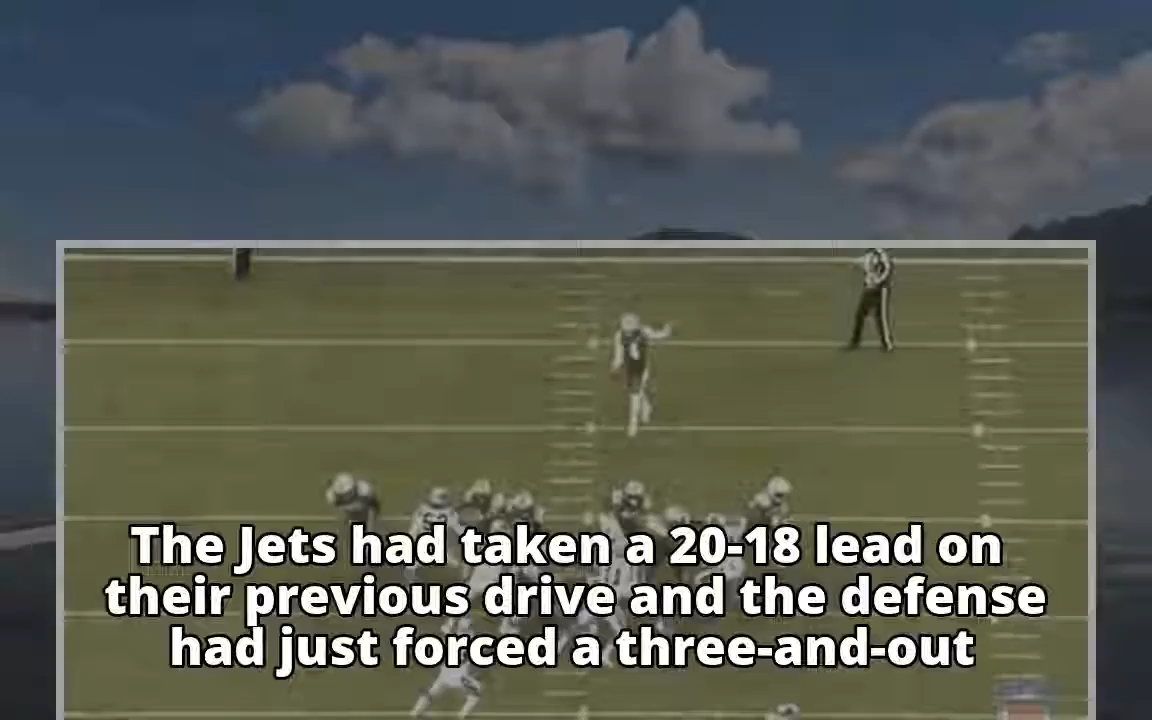 The Jets had taken a 20-18 lead on
their previous drive and the defense
had just forced a three-and-out